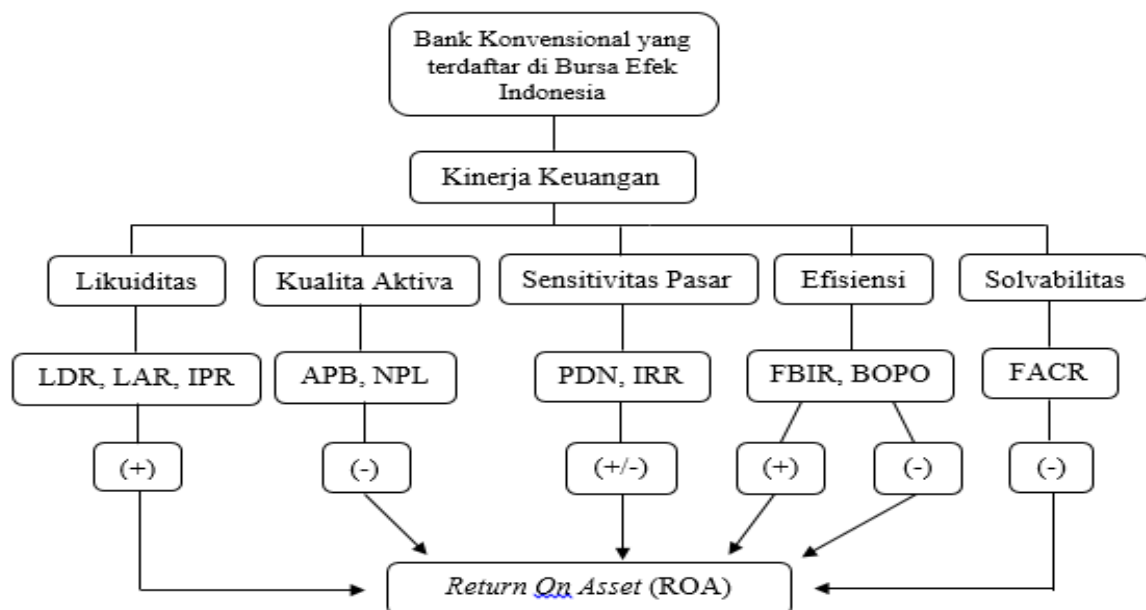 Bank Konvensional yang
terdaftar di Bursa Efek
Indonesia
Kinerja Keuangan
Likuiditas
Kualita Aktiva
Sensitivitas Pasar
Efisiensi
Solvabilitas
LDR, LAR, IPR
APB, NPL
PDN, IRR
FBIR, BOPO
FACR
(+)
(-)
(+/-)
(+)
(-)
(-)
Return On Asset (ROA)